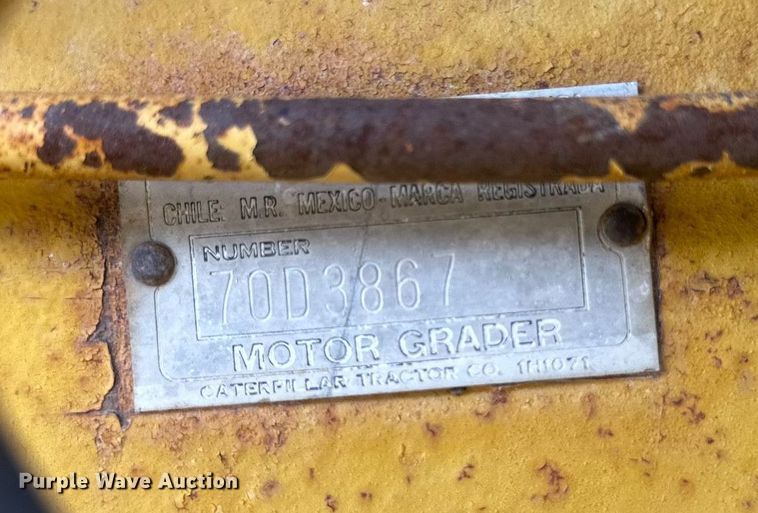 CHILE M.R. MEXICO-MARCA REGISTRADA
NUMBER
70D3867
MOTOR GRADER
CATERPILLAR TRACTOR CO. 1H1071
Purple Wave Auction